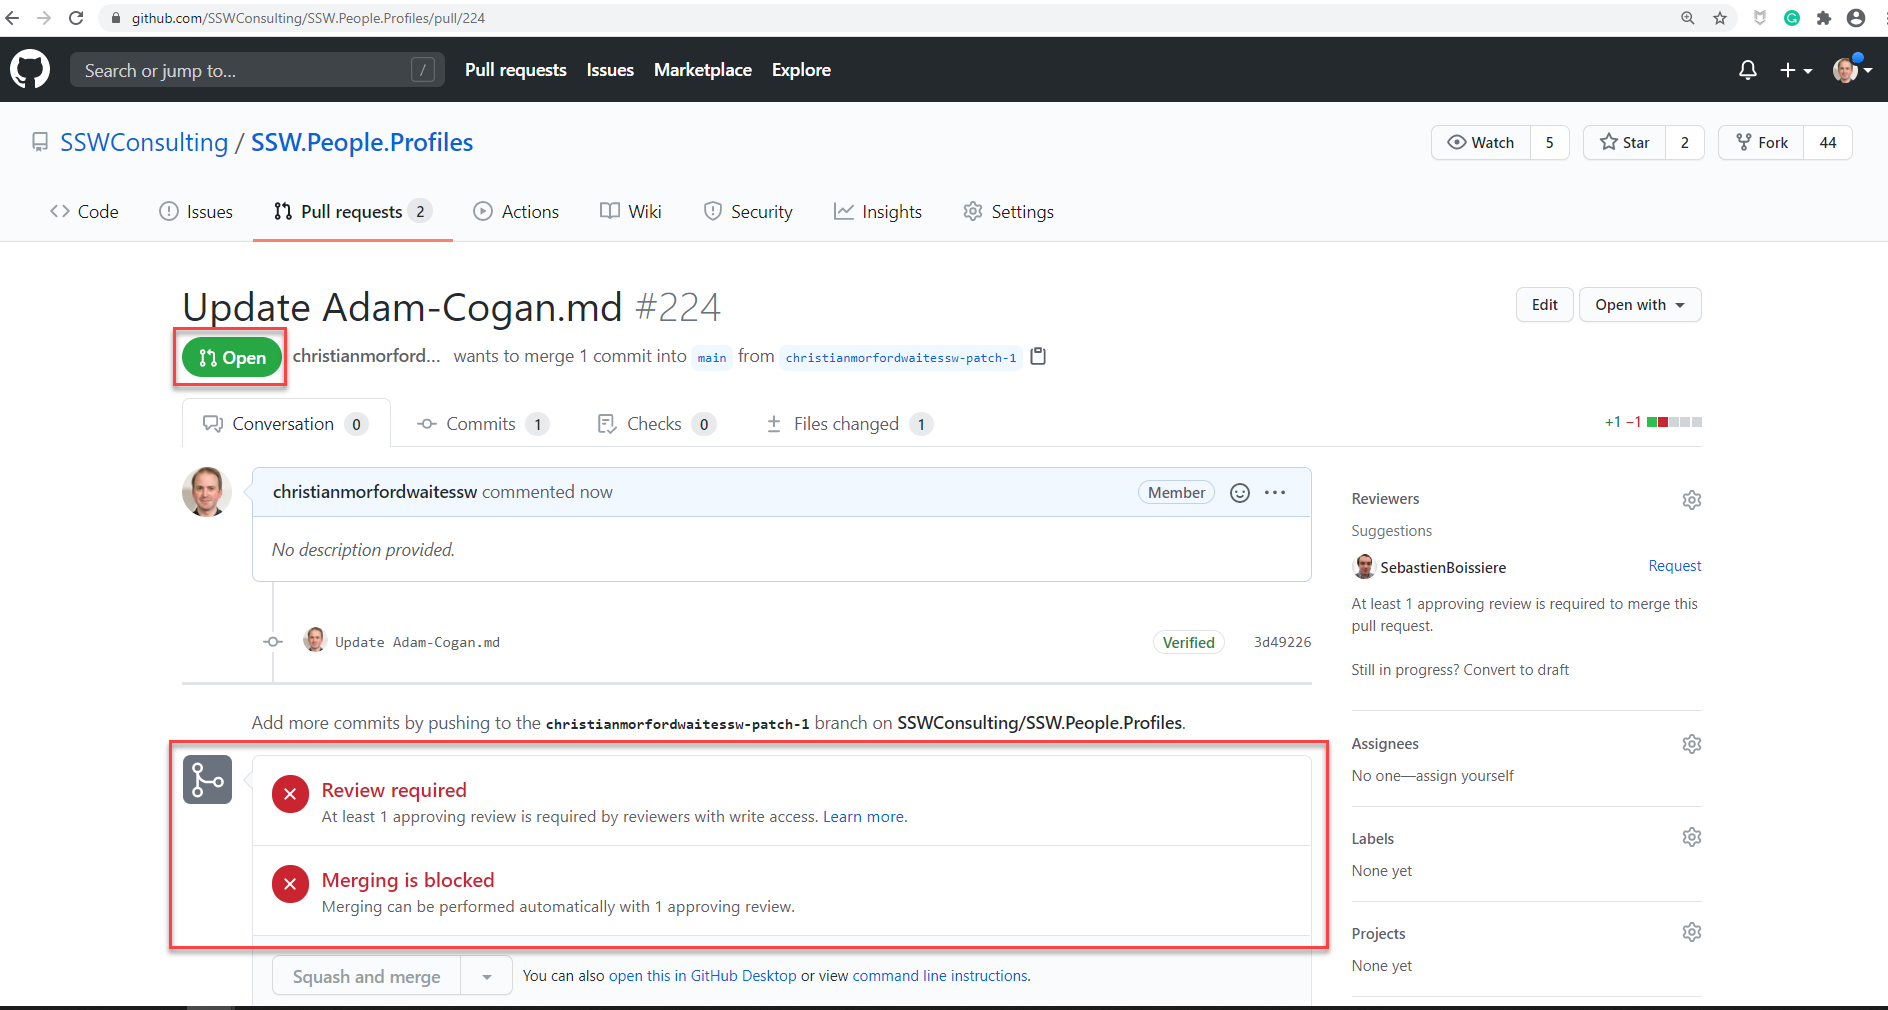 github.com/SSWConsulting/SSW.People.Profiles/pull/224
Search or jump to... /
Pull requests Issues Marketplace Explore
SSWConsulting / SSW.People.Profiles
Watch 5 Star 2 Fork 44
Code Issues Pull requests 2 Actions Wiki Security Insights Settings
Update Adam-Cogan.md #224
Edit Open with
Open christianmorford... wants to merge 1 commit into main from christianmorfordwaitessw-patch-1
Conversation 0 Commits 1 Checks 0 Files changed 1
+1 −1
christianmorfordwaitessw commented now
Member
No description provided.
Update Adam-Cogan.md
Verified 3d49226
Add more commits by pushing to the christianmorfordwaitessw-patch-1 branch on SSWConsulting/SSW.People.Profiles.
Review required
At least 1 approving review is required by reviewers with write access. Learn more.
Merging is blocked
Merging can be performed automatically with 1 approving review.
Squash and merge
You can also open this in GitHub Desktop or view command line instructions.
Reviewers
Suggestions
SebastienBoissiere Request
At least 1 approving review is required to merge this
pull request.
Still in progress? Convert to draft
Assignees
No one—assign yourself
Labels
None yet
Projects
None yet